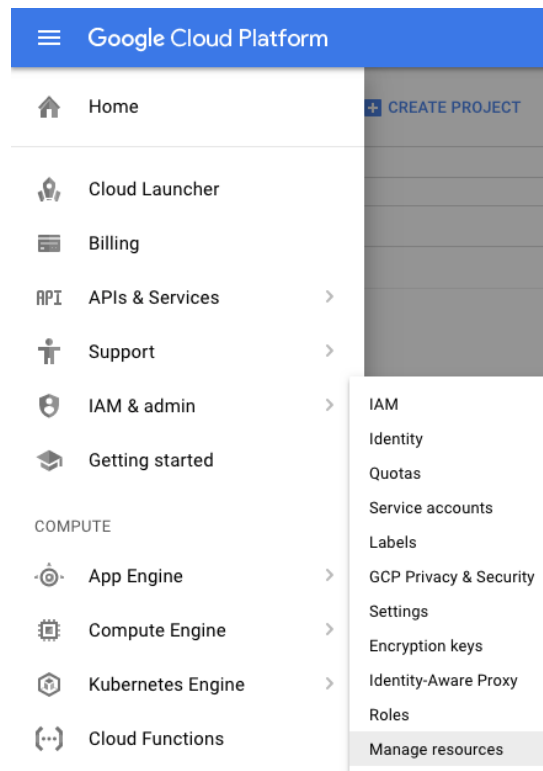 Google Cloud Platform
Home
CREATE PROJECT
Cloud Launcher
Billing
API APIs & Services
Support
IAM & admin
Getting started
COMPUTE
App Engine
Compute Engine
Kubernetes Engine
Cloud Functions
IAM
Identity
Quotas
Service accounts
Labels
GCP Privacy & Security
Settings
Encryption keys
Identity-Aware Proxy
Roles
Manage resources